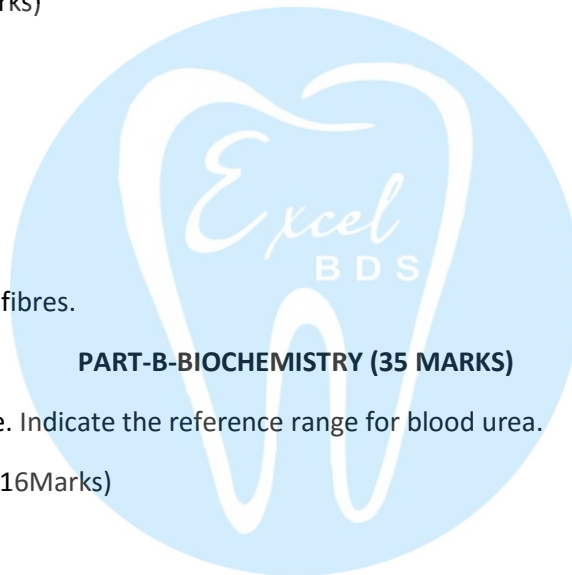 rks)
Excel
BDS
fibres.
PART-B-BIOCHEMISTRY (35 MARKS)
e. Indicate the reference range for blood urea.
16Marks)